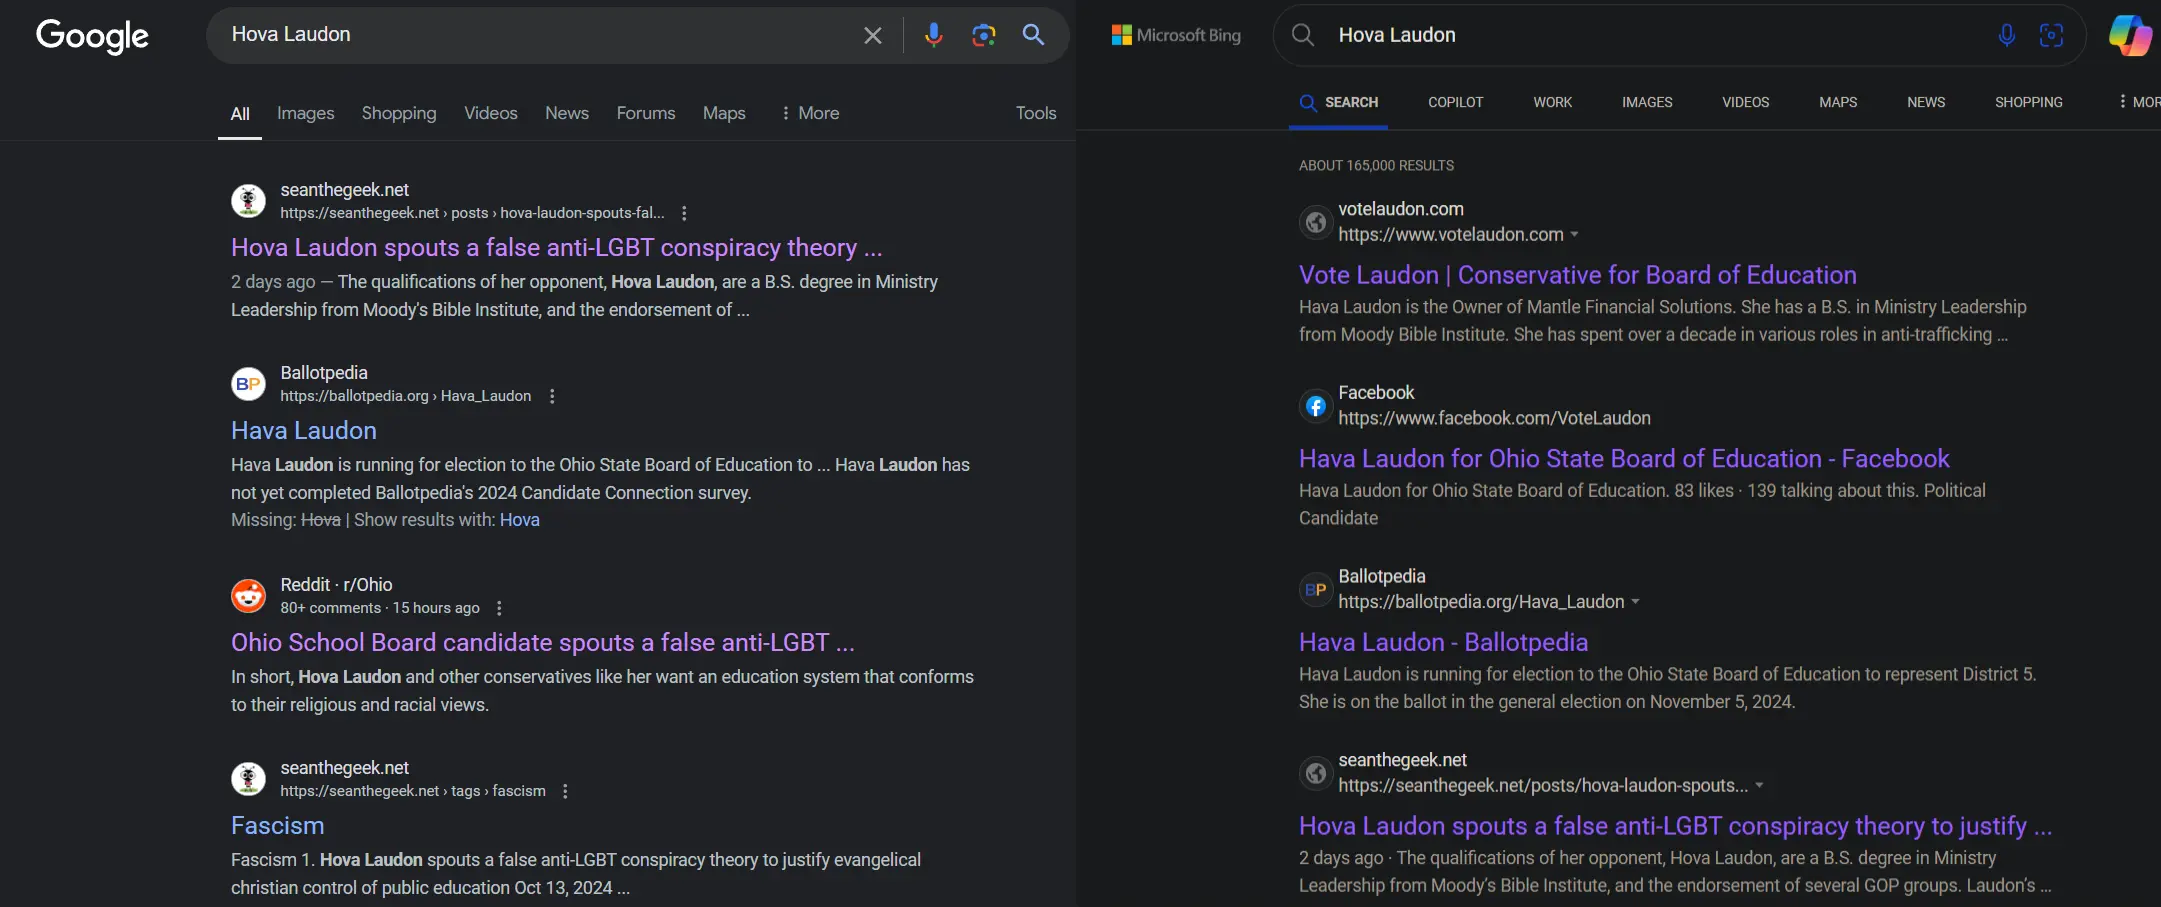 Google
Hova Laudon
All Images Shopping Videos News Forums Maps More Tools
seanthegeek.net
https://seanthegeek.net › posts › hova-laudon-spouts-fal...
Hova Laudon spouts a false anti-LGBT conspiracy theory ...
2 days ago — The qualifications of her opponent, Hova Laudon, are a B.S. degree in Ministry
Leadership from Moody's Bible Institute, and the endorsement of ...
BP
Ballotpedia
https://ballotpedia.org › Hava_Laudon
Hava Laudon
Hava Laudon is running for election to the Ohio State Board of Education to ... Hava Laudon has
not yet completed Ballotpedia's 2024 Candidate Connection survey.
Missing: Hova | Show results with: Hova
Reddit · r/Ohio
80+ comments · 15 hours ago
Ohio School Board candidate spouts a false anti-LGBT ...
In short, Hova Laudon and other conservatives like her want an education system that conforms
to their religious and racial views.
seanthegeek.net
https://seanthegeek.net › tags › fascism
Fascism
Fascism 1. Hova Laudon spouts a false anti-LGBT conspiracy theory to justify evangelical
christian control of public education Oct 13, 2024 ...
Microsoft Bing
Hova Laudon
SEARCH COPILOT WORK IMAGES VIDEOS MAPS NEWS SHOPPING MOR
ABOUT 165,000 RESULTS
votelaudon.com
https://www.votelaudon.com
Vote Laudon | Conservative for Board of Education
Hava Laudon is the Owner of Mantle Financial Solutions. She has a B.S. in Ministry Leadership
from Moody Bible Institute. She has spent over a decade in various roles in anti-trafficking ...
Facebook
https://www.facebook.com/VoteLaudon
Hava Laudon for Ohio State Board of Education - Facebook
Hava Laudon for Ohio State Board of Education. 83 likes · 139 talking about this. Political
Candidate
BP
Ballotpedia
https://ballotpedia.org/Hava_Laudon
Hava Laudon - Ballotpedia
Hava Laudon is running for election to the Ohio State Board of Education to represent District 5.
She is on the ballot in the general election on November 5, 2024.
seanthegeek.net
https://seanthegeek.net/posts/hova-laudon-spouts...
Hova Laudon spouts a false anti-LGBT conspiracy theory to justify ...
2 days ago · The qualifications of her opponent, Hova Laudon, are a B.S. degree in Ministry
Leadership from Moody's Bible Institute, and the endorsement of several GOP groups. Laudon's ...